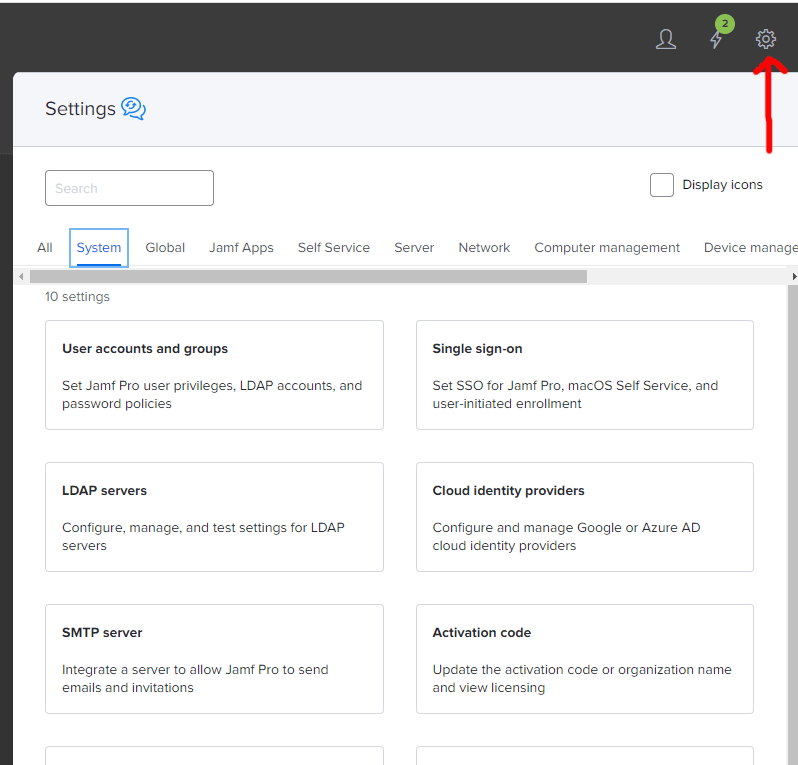 2
Settings
Search
Display icons
All System Global Jamf Apps Self Service Server Network Computer management Device manage
10 settings
User accounts and groups
Set Jamf Pro user privileges, LDAP accounts, and
password policies
Single sign-on
Set SSO for Jamf Pro, macOS Self Service, and
user-initiated enrollment
LDAP servers
Configure, manage, and test settings for LDAP
servers
Cloud identity providers
Configure and manage Google or Azure AD
cloud identity providers
SMTP server
Integrate a server to allow Jamf Pro to send
emails and invitations
Activation code
Update the activation code or organization name
and view licensing